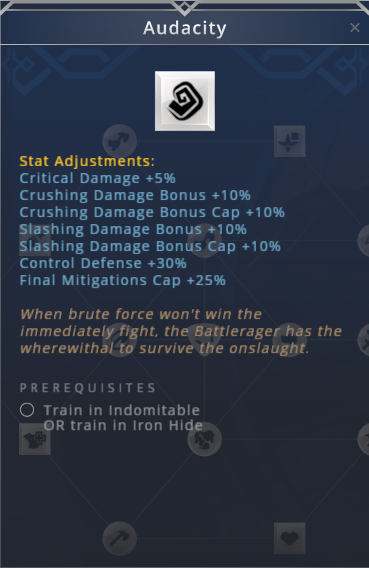 Audacity
Stat Adjustments:
Critical Damage +5%
Crushing Damage Bonus +10%
Crushing Damage Bonus Cap +10%
Slashing Damage Bonus +10%
Slashing Damage Bonus Cap +10%
Control Defense +30%
Final Mitigations Cap +25%
When brute force won't win the
immediately fight, the Battlerager has the
wherewithal to survive the onslaught.
PREREQUISITES
Train in Indomitable
OR train in Iron Hide